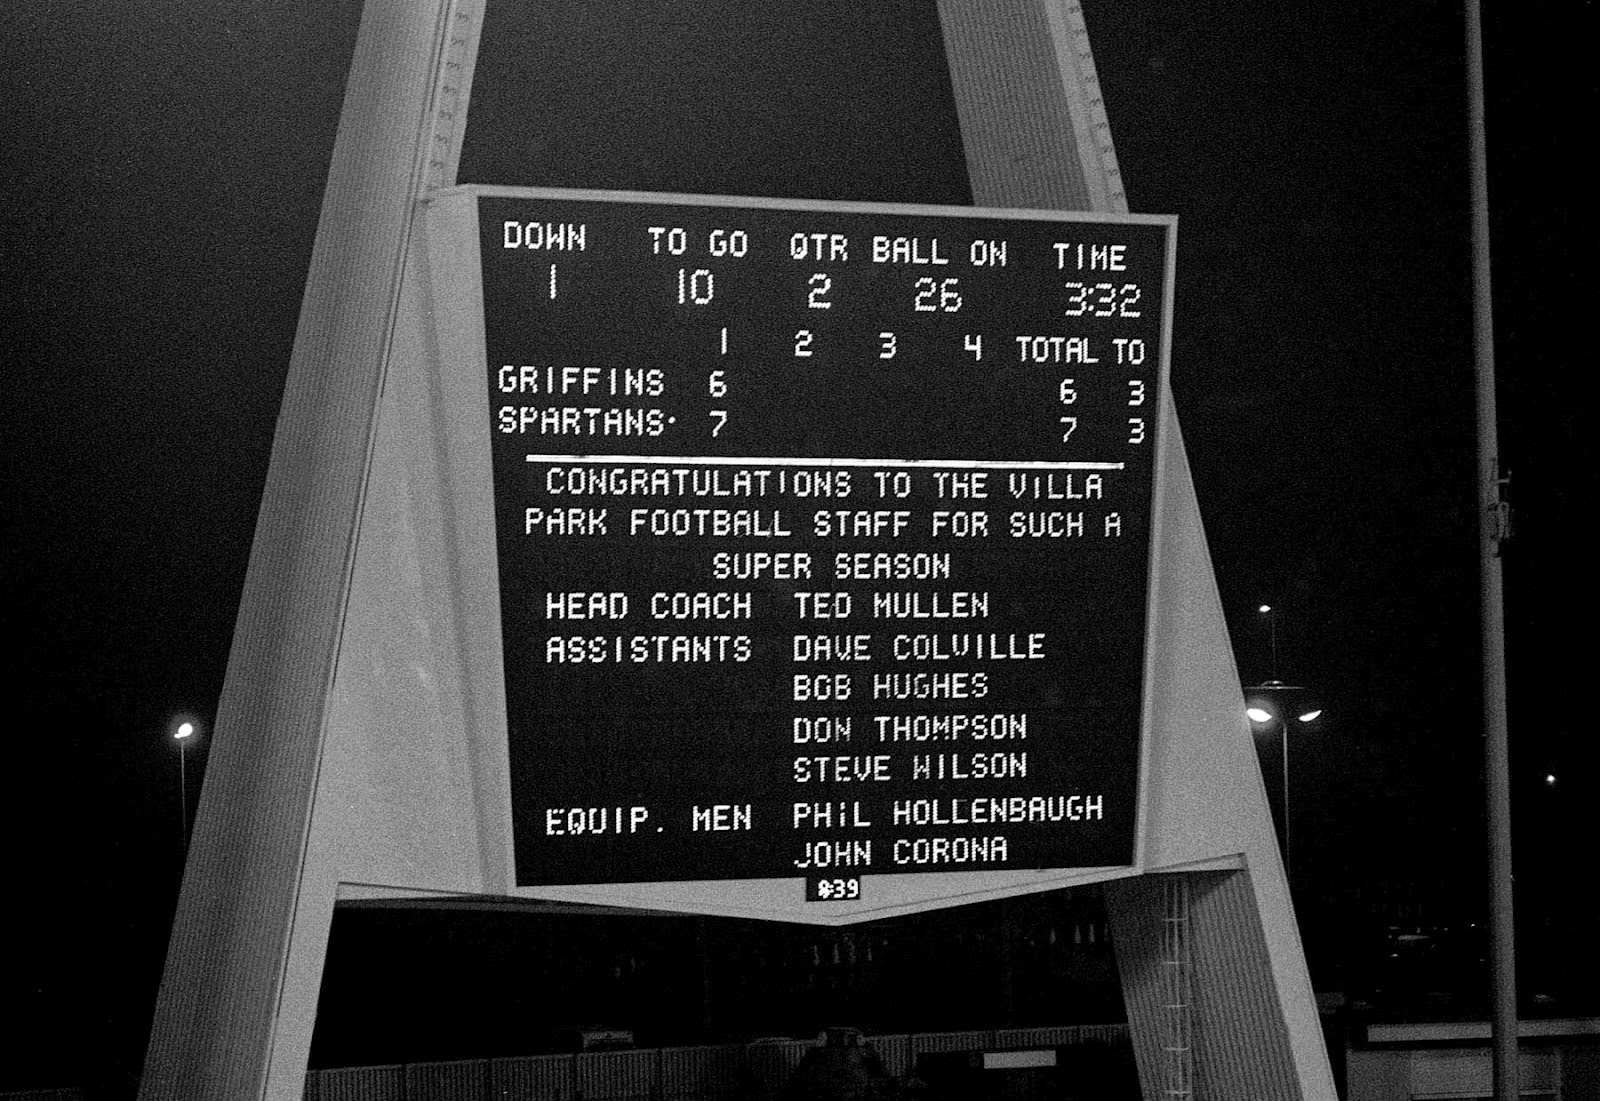 DOWN TO GO QTR BALL ON TIME
1 10 2 26 3:32
1 2 3 4 TOTAL TO
GRIFFINS 6 6 3
SPARTANS· 7 7 3
CONGRATULATIONS TO THE VILLA
PARK FOOTBALL STAFF FOR SUCH A
SUPER SEASON
HEAD COACH TED MULLEN
ASSISTANTS DAVE COLVILLE
BOB HUGHES
DON THOMPSON
STEVE WILSON
EQUIP. MEN PHIL HOLLENBAUGH
JOHN CORONA